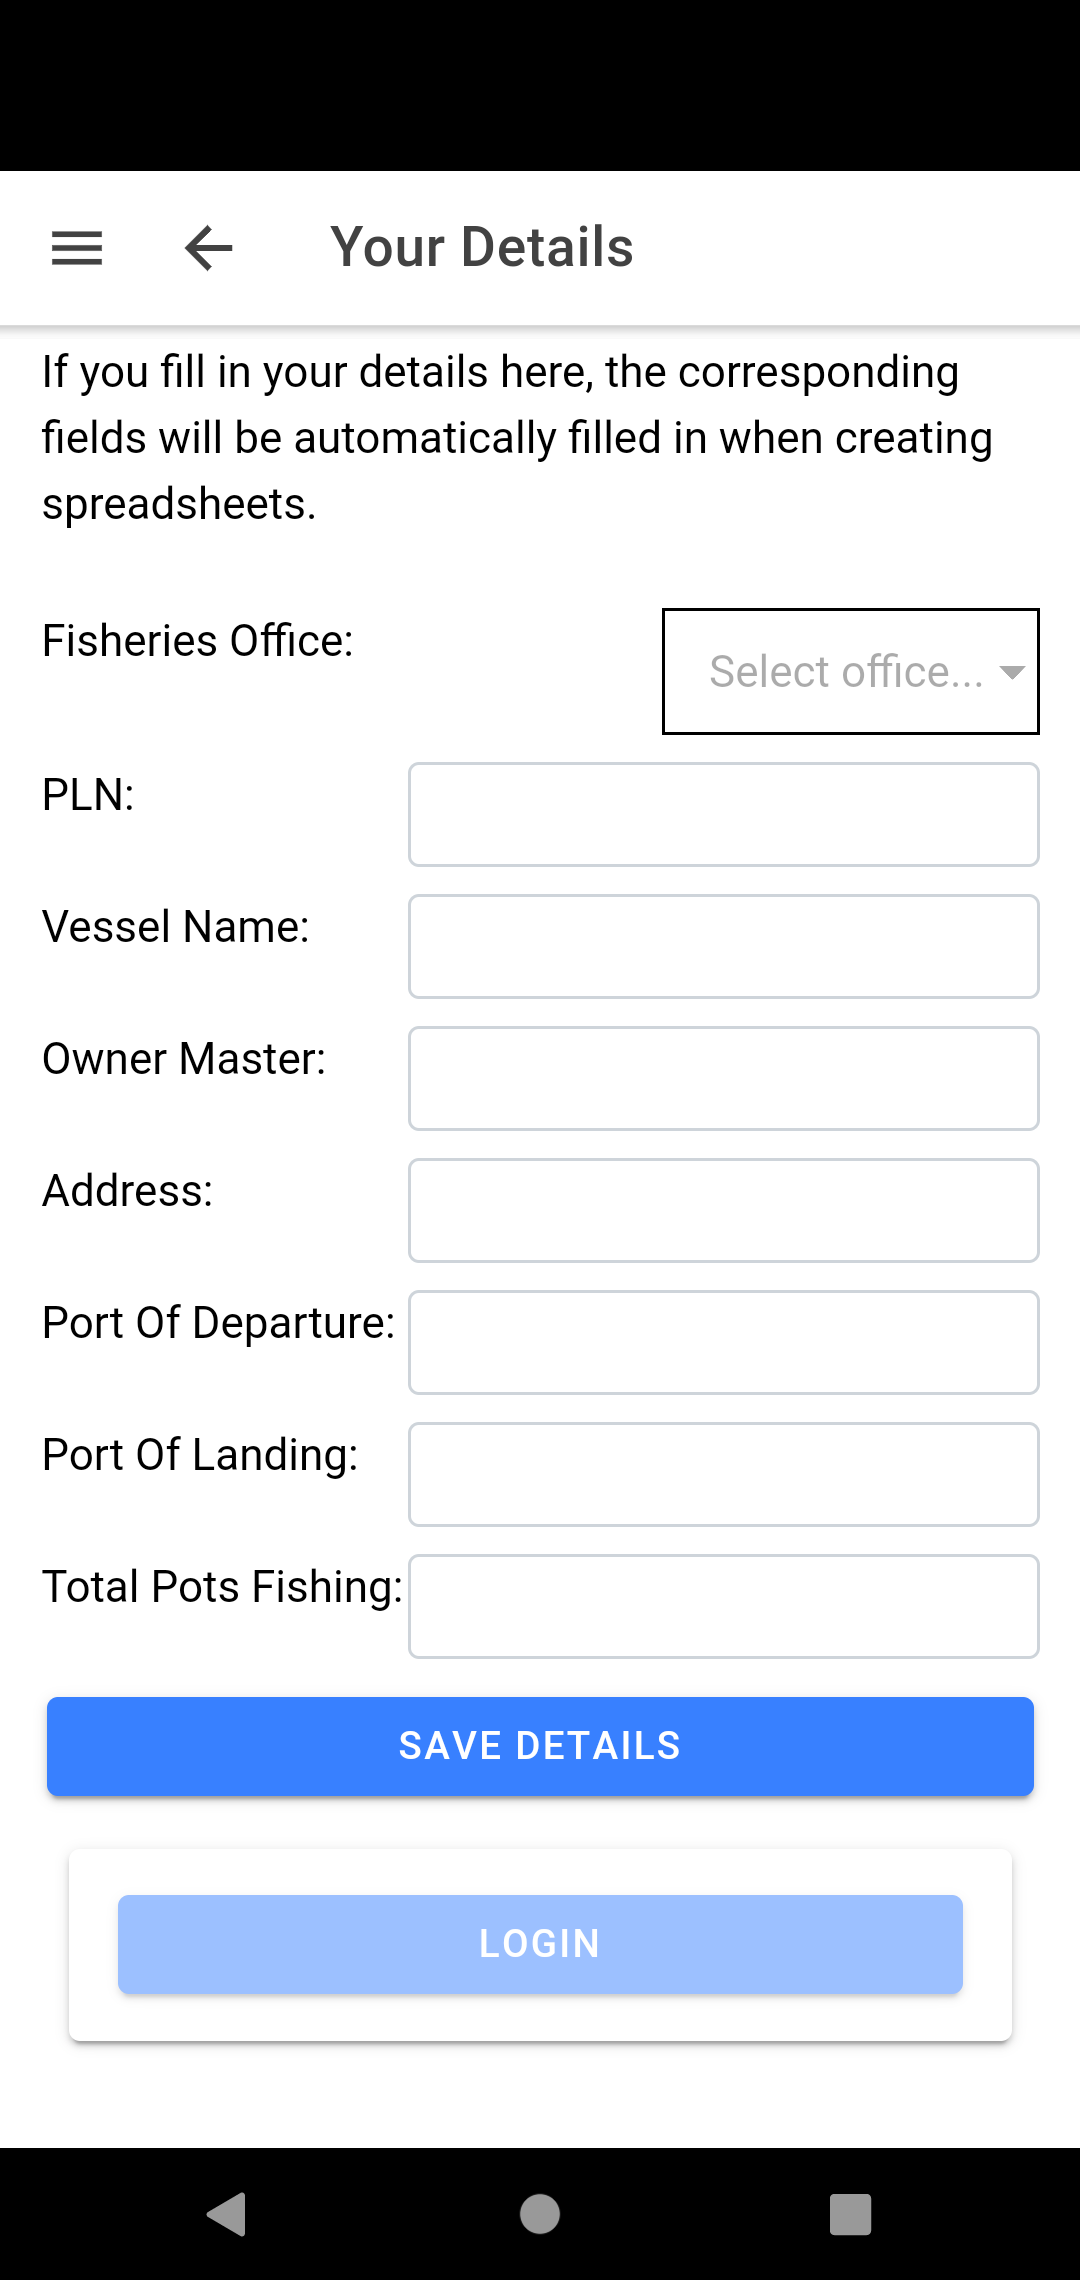 Your Details
If you fill in your details here, the corresponding
fields will be automatically filled in when creating
spreadsheets.
Fisheries Office:
Select office...
PLN:
Vessel Name:
Owner Master:
Address:
Port Of Departure:
Port Of Landing:
Total Pots Fishing:
SAVE DETAILS
LOGIN